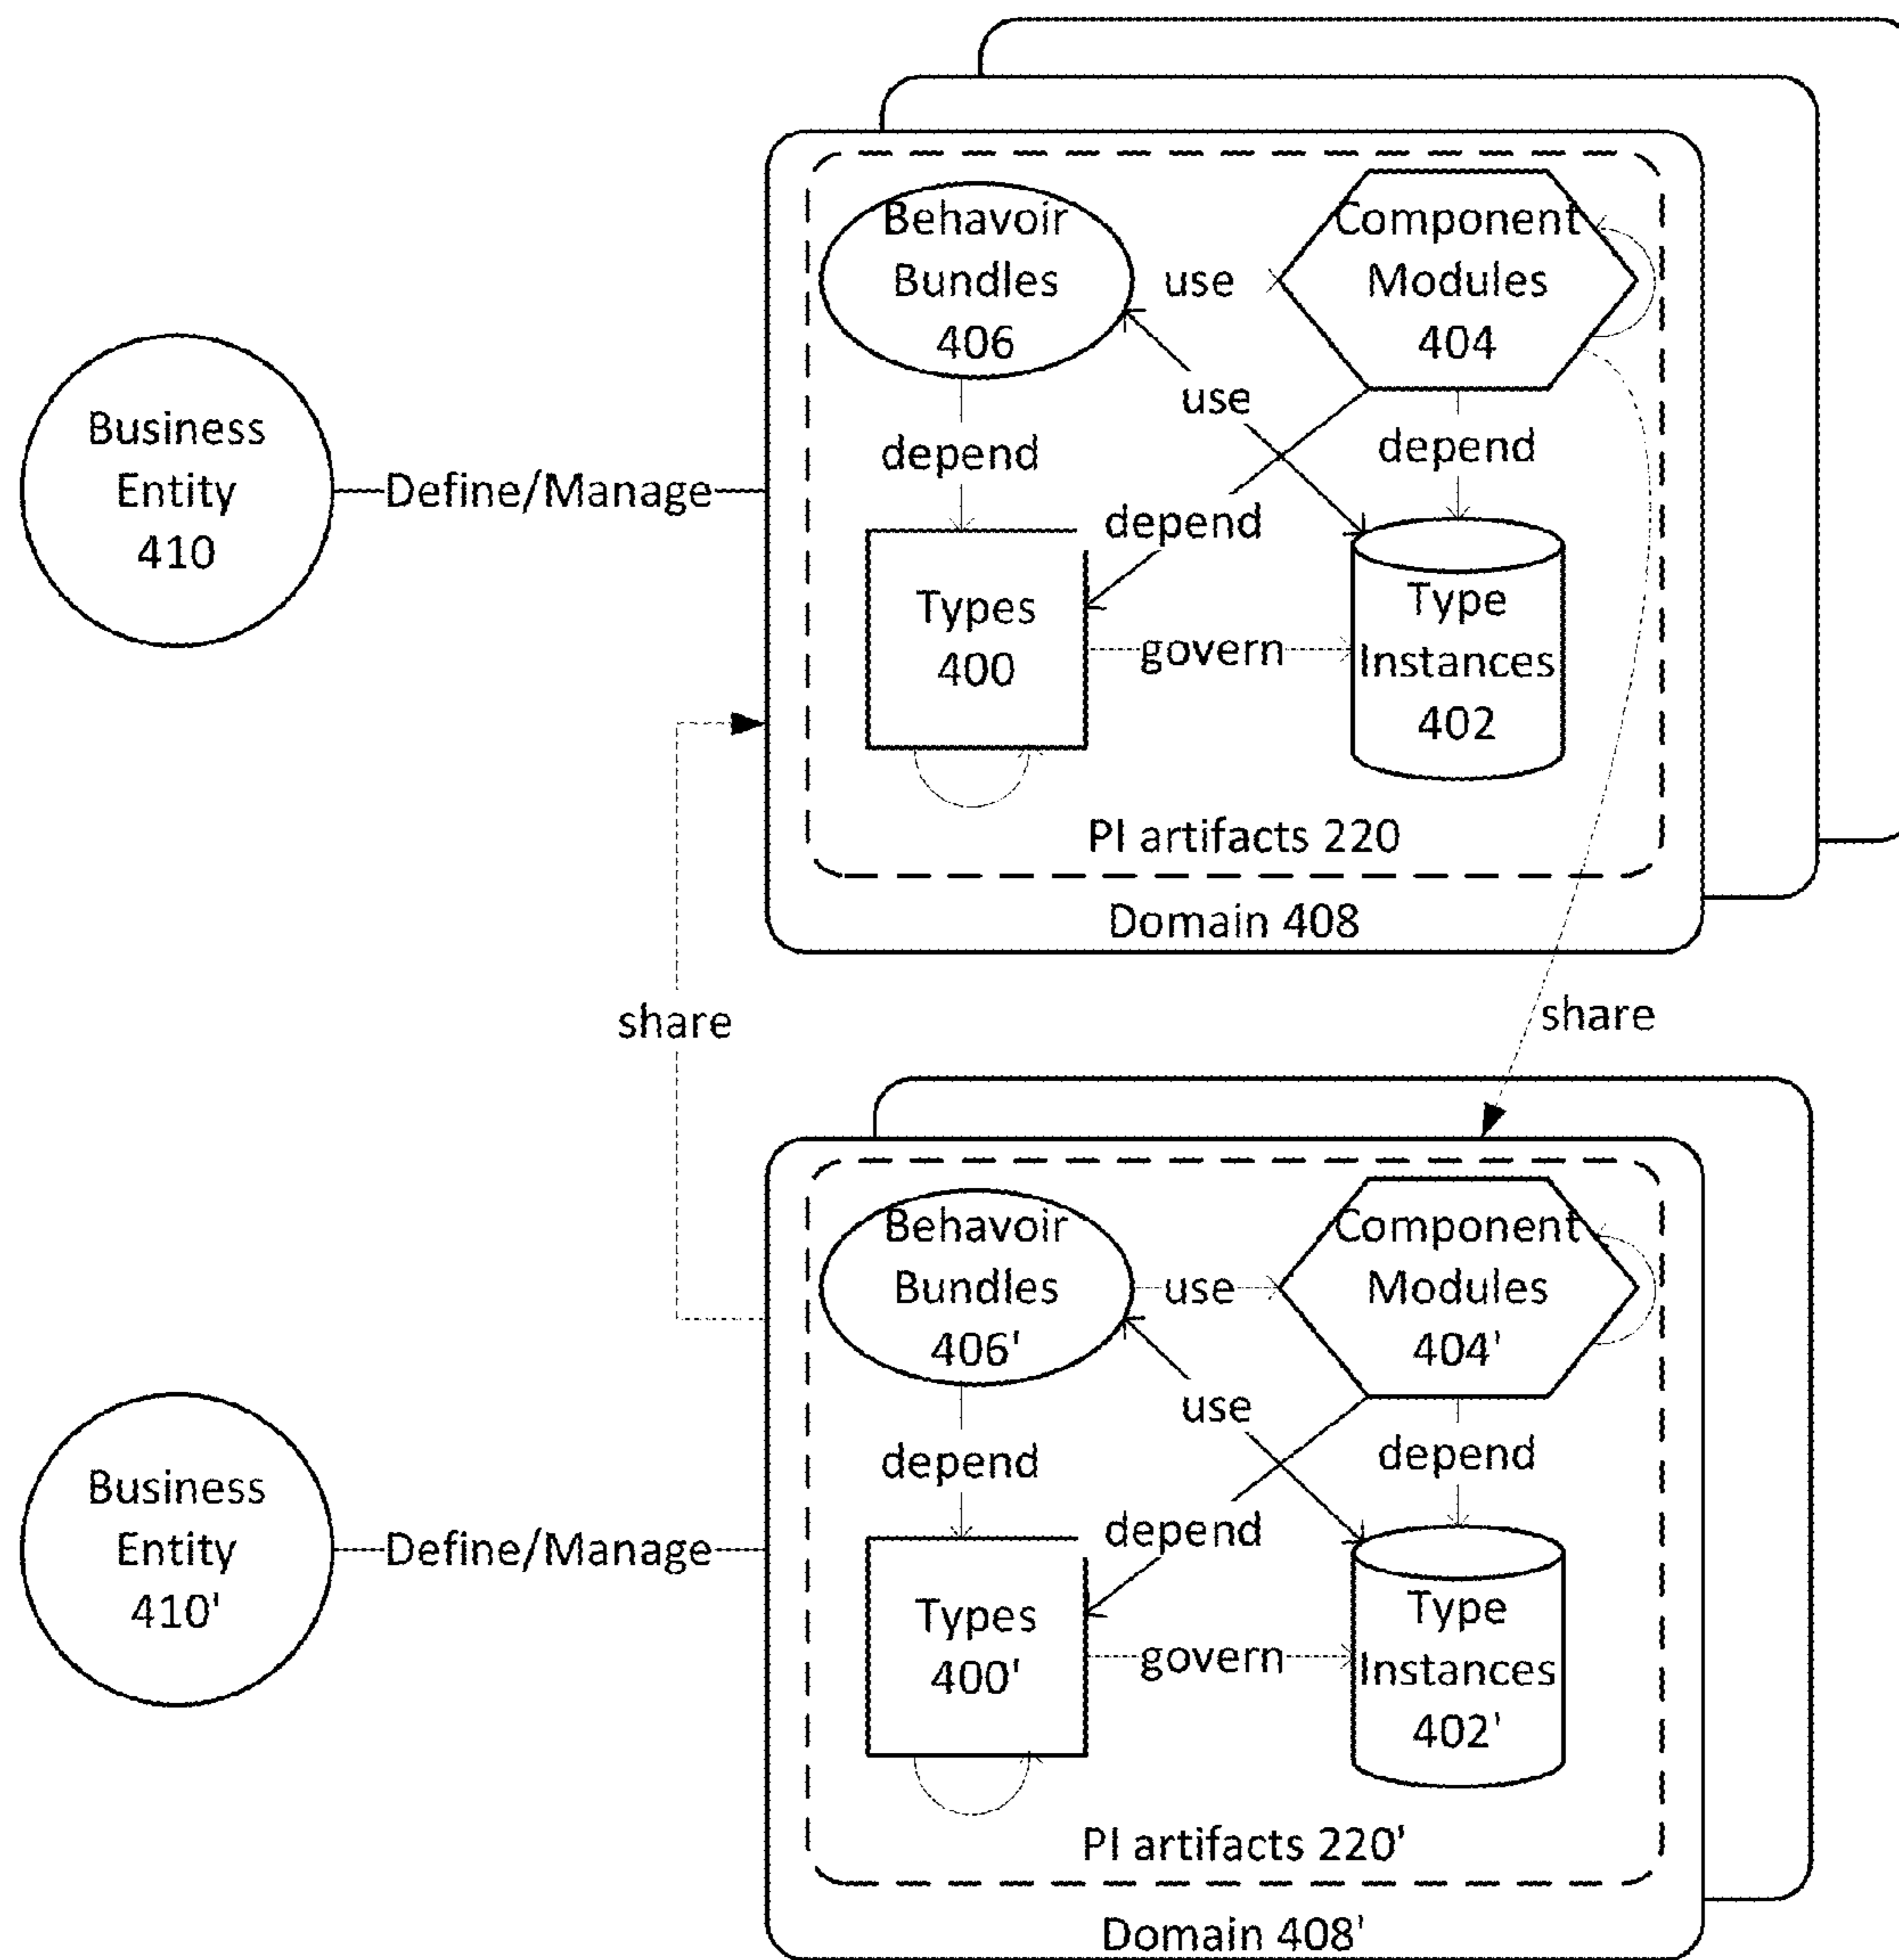 Behavoir
Bundles
406
use
Component
Modules
404
Business
Entity
410
Define/Manage
use
depend
depend
depend
Types
400
govern
Type
Instances
402
PI artifacts 220
Domain 408
share
share
Behavoir
Bundles
406'
use
Component
Modules
404'
Business
Entity
410'
Define/Manage
use
depend
depend
depend
Types
400'
govern
Type
Instances
402'
PI artifacts 220'
Domain 408'